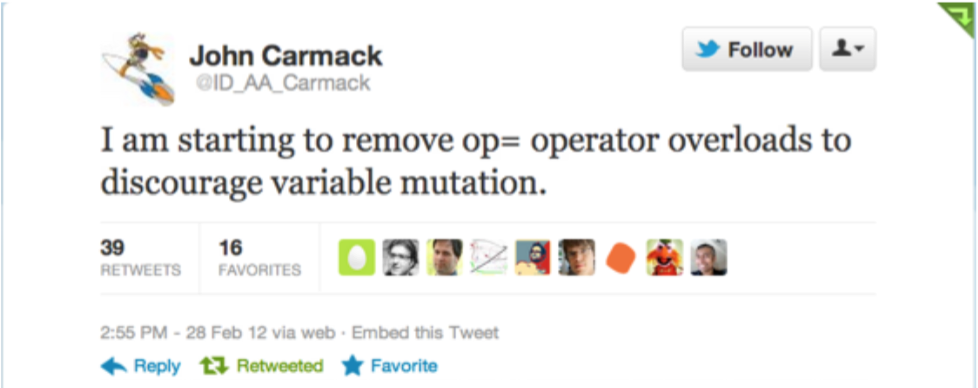 John Carmack
@ID_AA_Carmack
Follow
I am starting to remove op= operator overloads to
discourage variable mutation.
39
RETWEETS
16
FAVORITES
2:55 PM - 28 Feb 12 via web · Embed this Tweet
Reply Retweeted Favorite